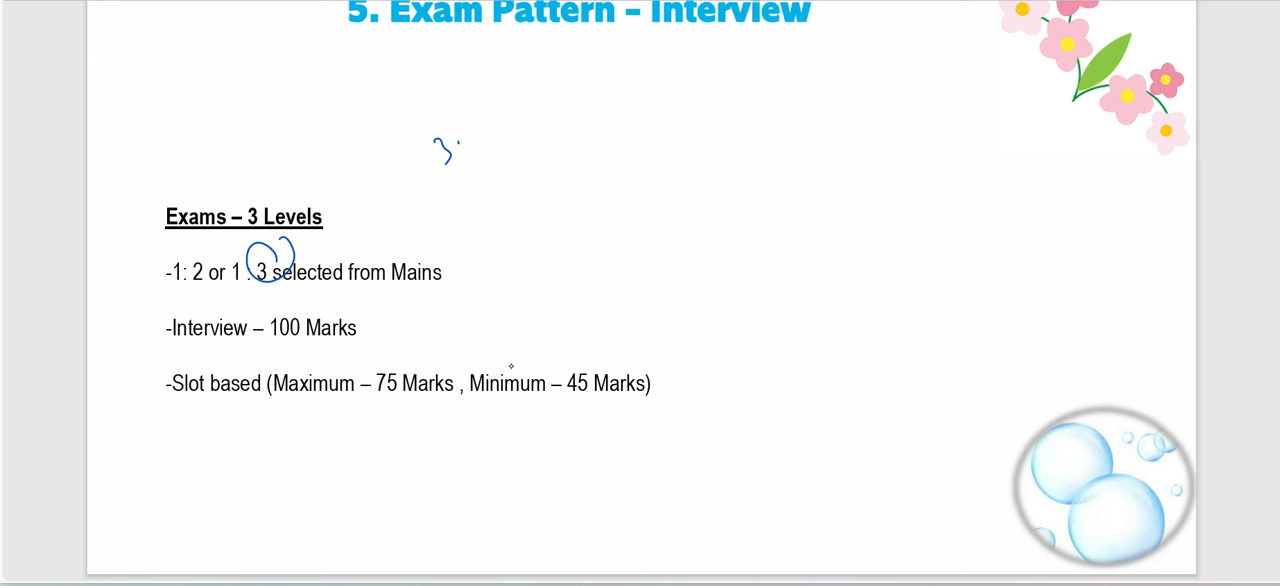 5. Exam Pattern – Interview
3
Exams – 3 Levels
-1: 2 or 1 : 3 selected from Mains
-Interview – 100 Marks
-Slot based (Maximum – 75 Marks , Minimum – 45 Marks)